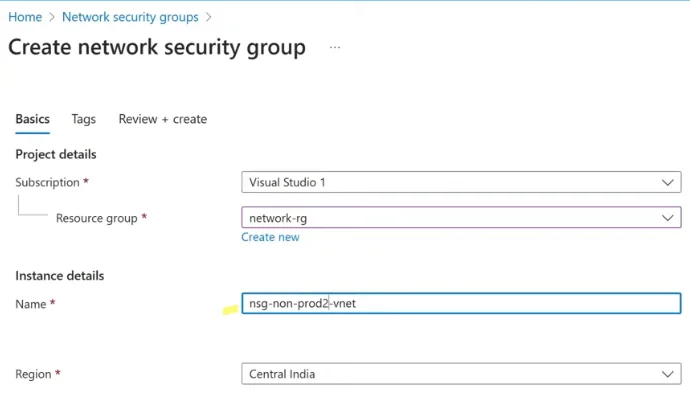 Home > Network security groups >
Create network security group ...
Basics Tags Review + create
Project details
Subscription * Visual Studio 1
Resource group * network-rg
Create new
Instance details
Name * nsg-non-prod2-vnet
Region * Central India